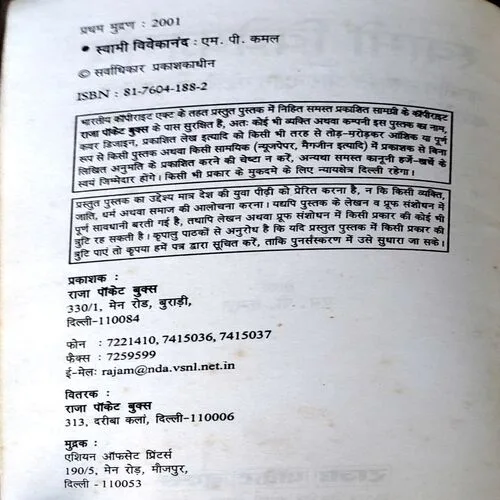 प्रथम मुद्रण : 2001
• स्वामी विवेकानंद : एम. पी. कमल
© सर्वाधिकार प्रकाशकाधीन
ISBN : 81-7604-188-2
भारतीय कॉपीराइट एक्ट के तहत प्रस्तुत पुस्तक में निहित समस्त प्रकाशित सामग्री के कॉपीराइट
राजा पॉकेट बुक्स के पास सुरक्षित है, अतः कोई भी व्यक्ति अथवा कम्पनी इस पुस्तक का नाम,
कवर डिजाइन, प्रकाशित लेख इत्यादि को किसी भी तरह से तोड़-मरोड़कर आंशिक या पूर्ण
रूप से किसी पुस्तक अथवा किसी सामयिक (न्यूजपेपर, मैगजीन इत्यादि) में प्रकाशक से बिना
लिखित अनुमति के प्रकाशित करने की चेष्टा न करें, अन्यथा समस्त कानूनी हर्जे-खर्चे के
स्वयं जिम्मेदार होंगे। किसी भी प्रकार के मुकदमे के लिए न्यायक्षेत्र दिल्ली रहेगा।
प्रस्तुत पुस्तक का उद्देश्य मात्र देश की युवा पीढ़ी को प्रेरित करना है, न कि किसी व्यक्ति,
जाति, धर्म अथवा समाज की आलोचना करना। यद्यपि पुस्तक के लेखन व प्रूफ संशोधन में
पूर्ण सावधानी बरती गई है, तथापि लेखन अथवा प्रूफ संशोधन में किसी प्रकार की कोई भी
त्रुटि रह सकती है। कृपालु पाठकों से अनुरोध है कि यदि प्रस्तुत पुस्तक में किसी प्रकार की
त्रुटि पाएं तो कृपया हमें पत्र द्वारा सूचित करें, ताकि पुनर्संस्करण में उसे सुधारा जा सके।
प्रकाशक :
राजा पॉकेट बुक्स
330/1, मेन रोड, बुराड़ी,
दिल्ली-110084
फोन : 7221410, 7415036, 7415037
फैक्स : 7259599
ई-मेलः rajam@nda.vsnl.net.in
वितरक :
राजा पॉकेट बुक्स
313, दरीबा कलां, दिल्ली-110006
मुद्रक :
एशियन ऑफसेट प्रिंटर्स
190/5, मेन रोड़, मौजपुर,
दिल्ली - 110053